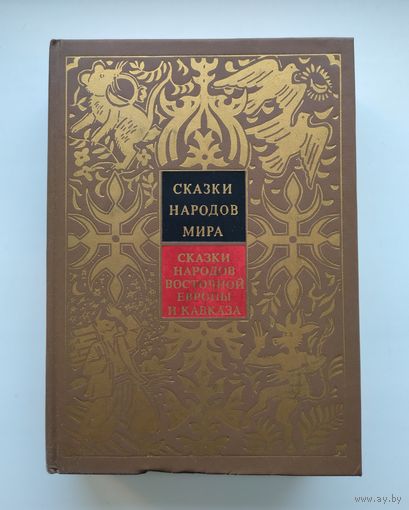 СКАЗКИ
НАРОДОВ
МИРА
СКАЗКИ
НАРОДОВ
ВОСТОЧНОЙ
ЕВРОПЫ
И КАВКАЗА
www.ay.by